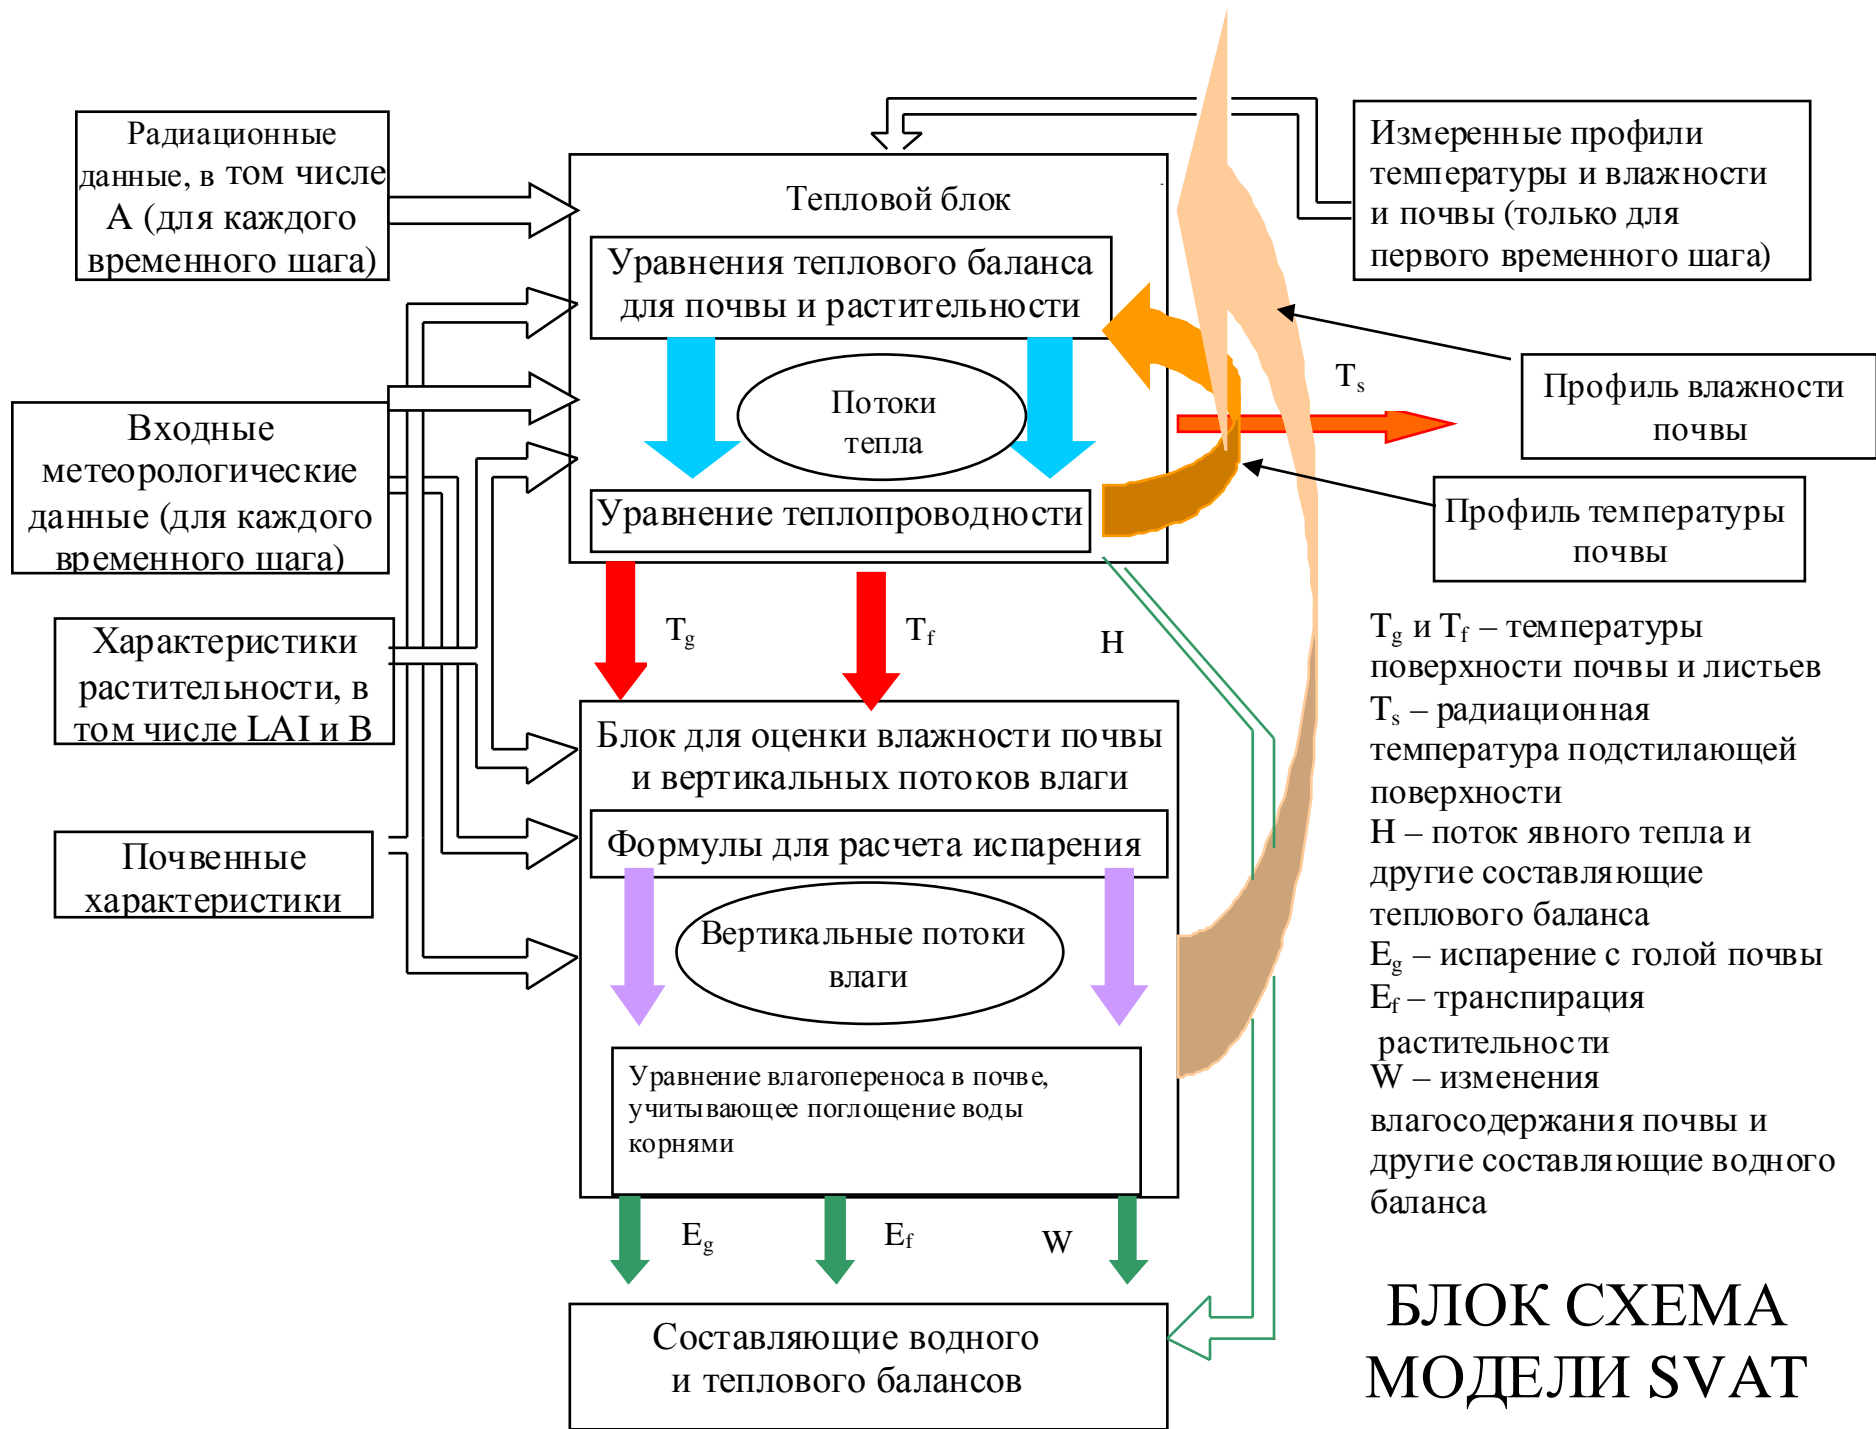 Радиационные
данные, в том числе
А (для каждого
временного шага)
Входные
метеорологические
данные (для каждого
временного шага)
Характеристики
растительности, в
том числе LAI и B
Почвенные
характеристики
Тепловой блок
Уравнения теплового баланса
для почвы и растительности
Потоки
тепла
Уравнение теплопроводности
Tg
Tf
H
Блок для оценки влажности почвы
и вертикальных потоков влаги
Формулы для расчета испарения
Вертикальные потоки
влаги
Уравнение влагопереноса в почве,
учитывающее поглощение воды
корнями
Eg
Ef
W
Составляющие водного
и теплового балансов
Измеренные профили
температуры и влажности
и почвы (только для
первого временного шага)
Ts
Профиль влажности
почвы
Профиль температуры
почвы
Tg и Tf – температуры
поверхности почвы и листьев
Ts – радиационная
температура подстилающей
поверхности
H – поток явного тепла и
другие составляющие
теплового баланса
Eg – испарение с голой почвы
Ef – транспирация
растительности
W – изменения
влагосодержания почвы и
другие составляющие водного
баланса
БЛОК СХЕМА
МОДЕЛИ SVAT